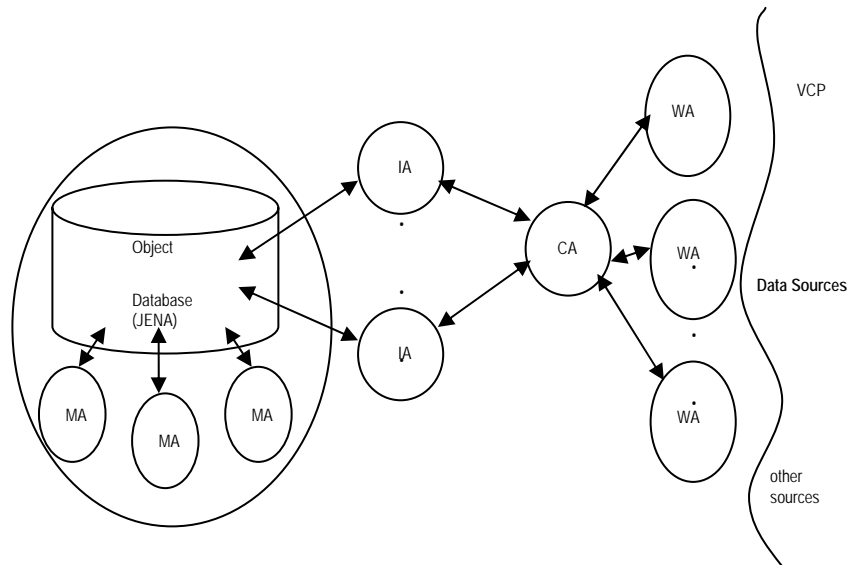 VCP
WA
IA
Object
CA
WA
Data Sources
Database
(JENA)
IA
MA
MA
MA
WA
other
sources